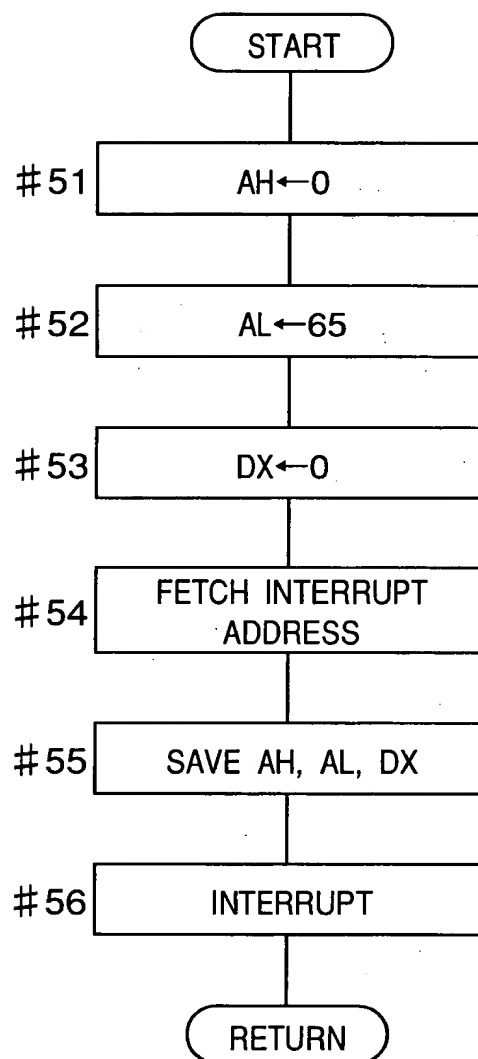 START
#51 AH←0
#52 AL←65
#53 DX←0
#54 FETCH INTERRUPT
ADDRESS
#55 SAVE AH, AL, DX
#56 INTERRUPT
RETURN